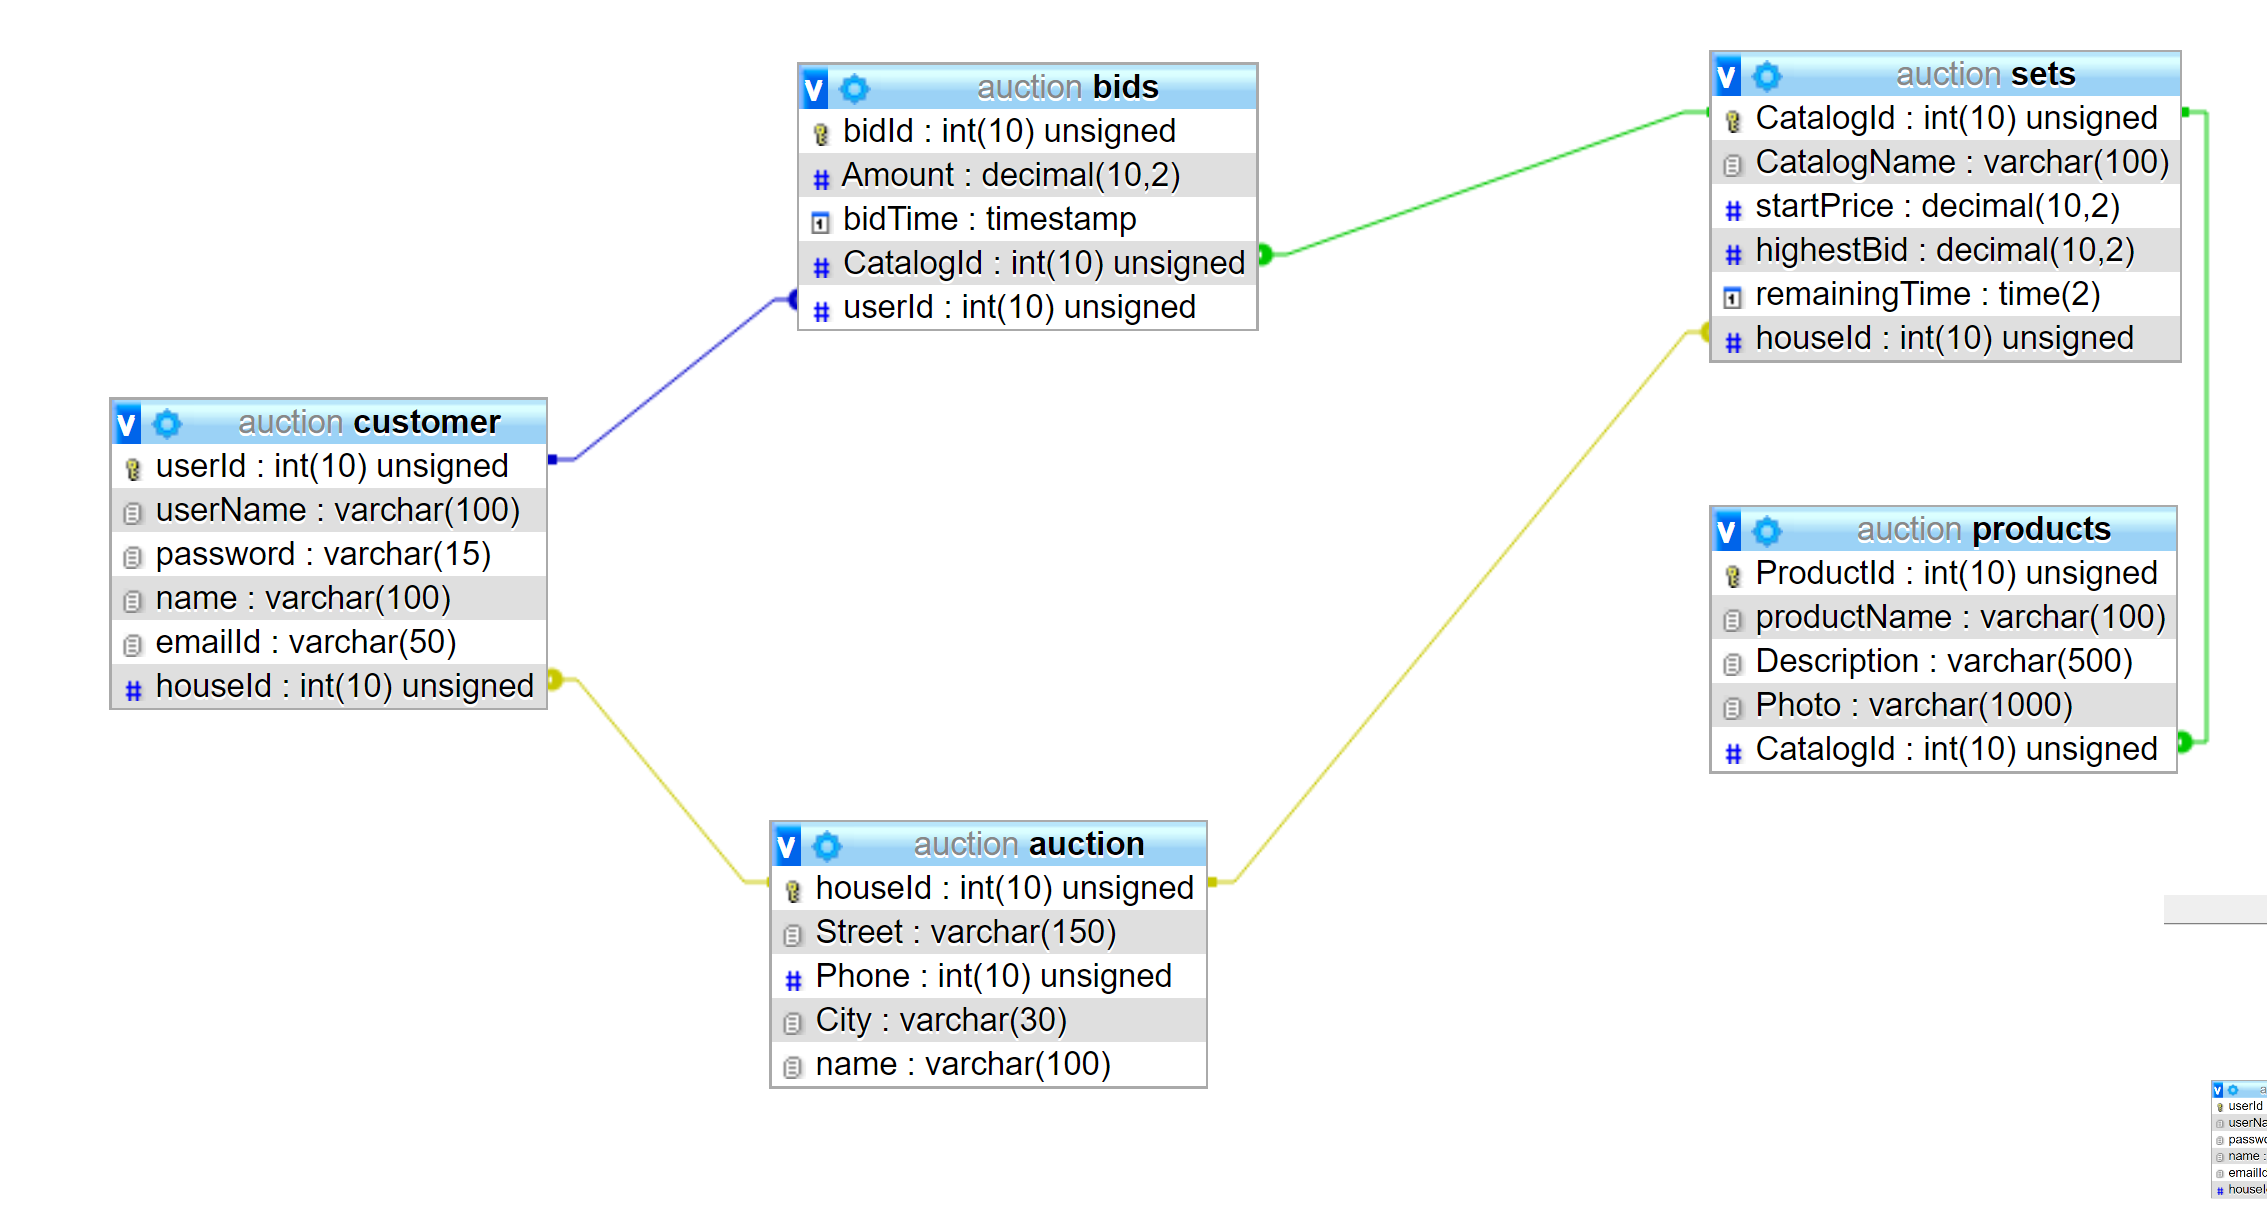 auction bids
bidId : int(10) unsigned
Amount : decimal(10,2)
bidTime : timestamp
CatalogId : int(10) unsigned
userId : int(10) unsigned
auction sets
CatalogId : int(10) unsigned
CatalogName : varchar(100)
startPrice : decimal(10,2)
highestBid : decimal(10,2)
remainingTime : time(2)
houseId : int(10) unsigned
auction customer
userId : int(10) unsigned
userName : varchar(100)
password : varchar(15)
name : varchar(100)
emailId : varchar(50)
houseId : int(10) unsigned
auction products
ProductId : int(10) unsigned
productName : varchar(100)
Description : varchar(500)
Photo : varchar(1000)
CatalogId : int(10) unsigned
auction auction
houseId : int(10) unsigned
Street : varchar(150)
Phone : int(10) unsigned
City : varchar(30)
name : varchar(100)
userId
name :